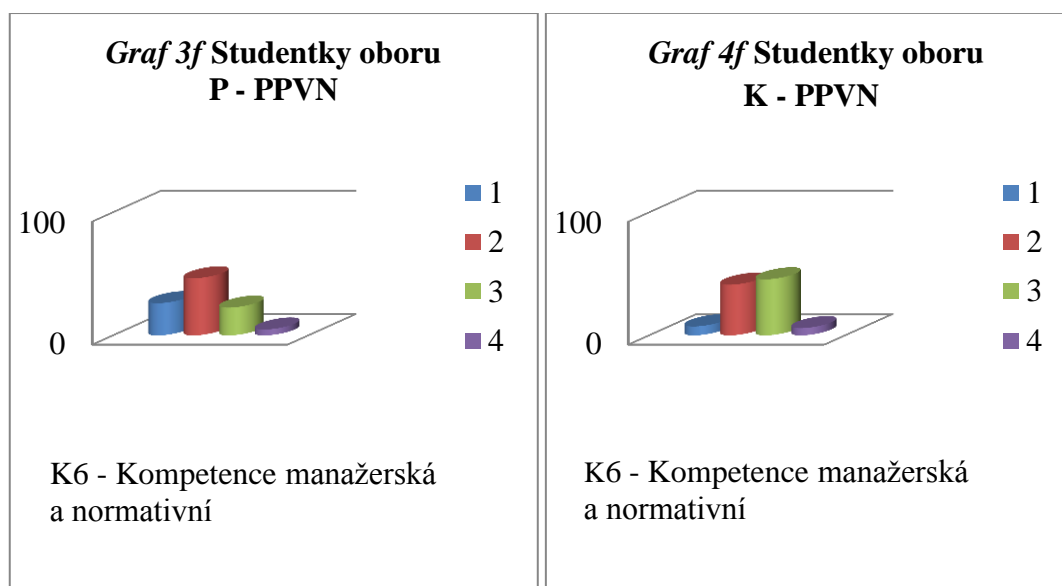 Graf 3f Studentky oboru
P - PPVN
100
0
1
2
3
4
K6 - Kompetence manažerská
a normativní
Graf 4f Studentky oboru
K - PPVN
100
0
1
2
3
4
K6 - Kompetence manažerská
a normativní